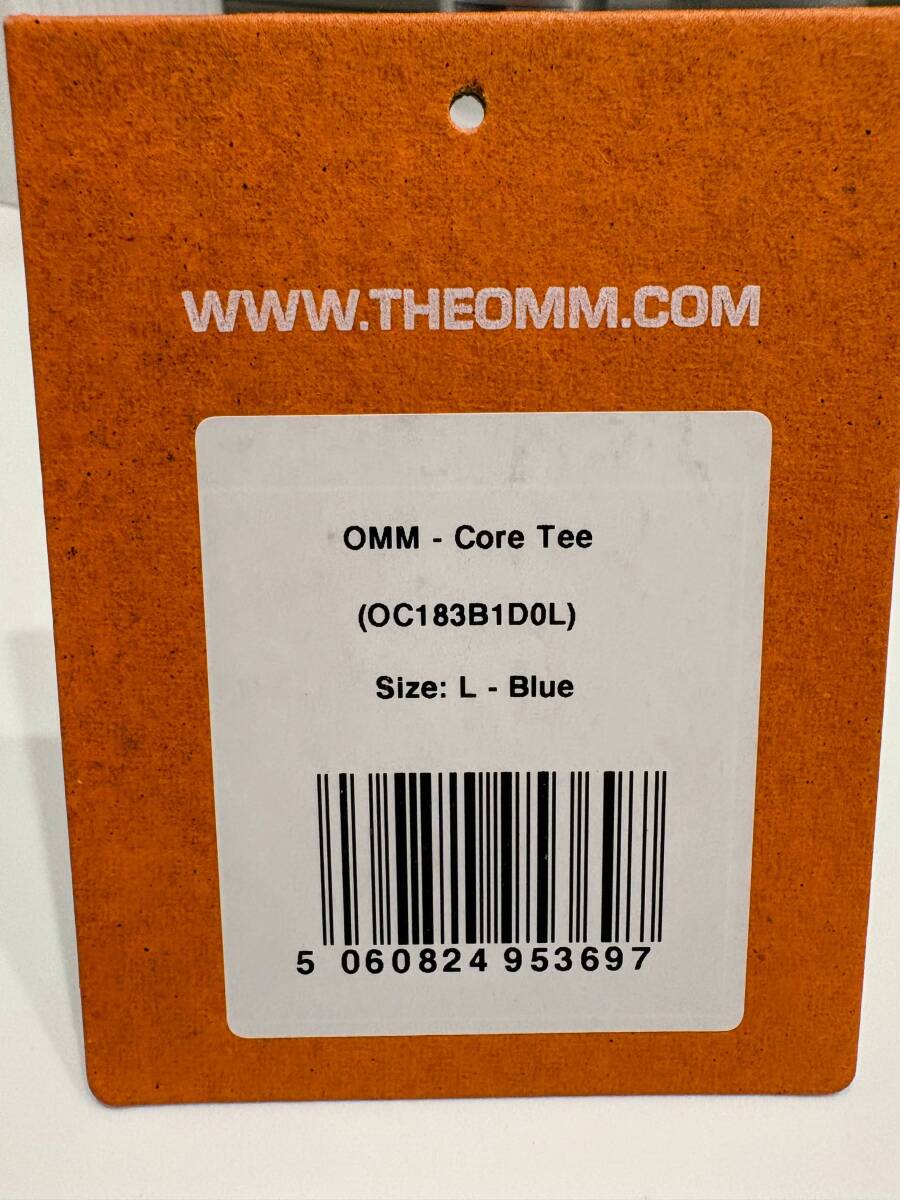 WWW.THEOMM.COM
OMM - Core Tee
(OC183B1D0L)
Size: L - Blue
5 060824 953697